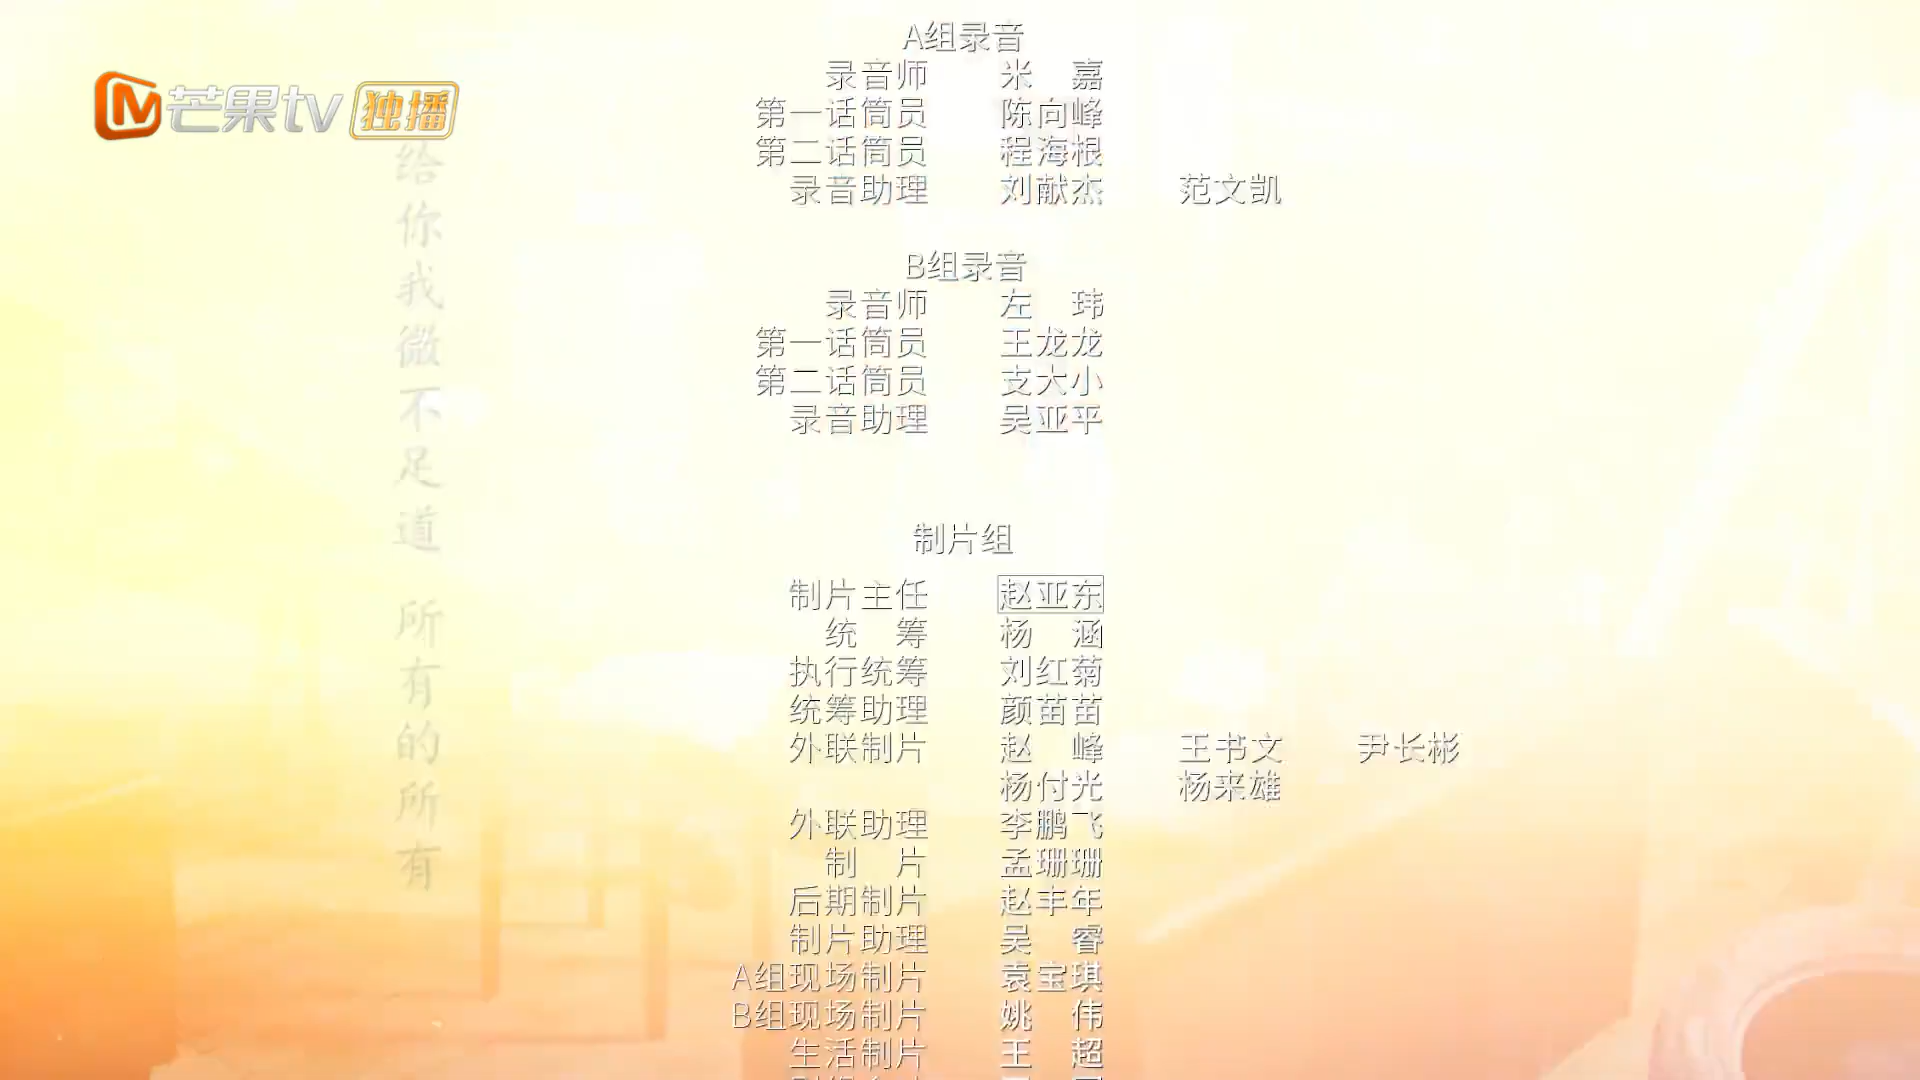 芒果tv 独播
给你我微不足道 所有的所有
A组录音
录音师 米 嘉
第一话筒员 陈向峰
第二话筒员 程海根
录音助理 刘献杰 范文凯
B组录音
录音师 左 玮
第一话筒员 王龙龙
第二话筒员 支大小
录音助理 吴亚平
制片组
制片主任 赵亚东
统 筹 杨 涵
执行统筹 刘红菊
统筹助理 颜苗苗
外联制片 赵 峰 王书文 尹长彬
杨付光 杨来雄
外联助理 李鹏飞
制 片 孟珊珊
后期制片 赵丰年
制片助理 吴 睿
A组现场制片 袁宝琪
B组现场制片 姚 伟
生活制片 王 超